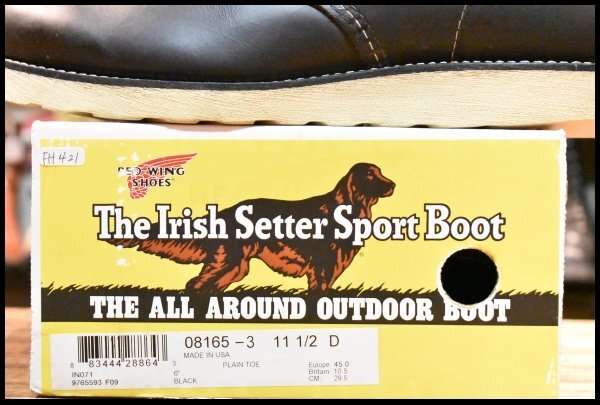 EH421
RED WING
SHOES®
The Irish Setter Sport Boot
THE ALL AROUND OUTDOOR BOOT
08165 – 3 11 1/2 D
MADE IN USA
PLAIN TOE
8 83444 28864 3
IN071
9765593 F09
6"
BLACK
Europe: 45.0
Britain: 10.5
CM: 29.5